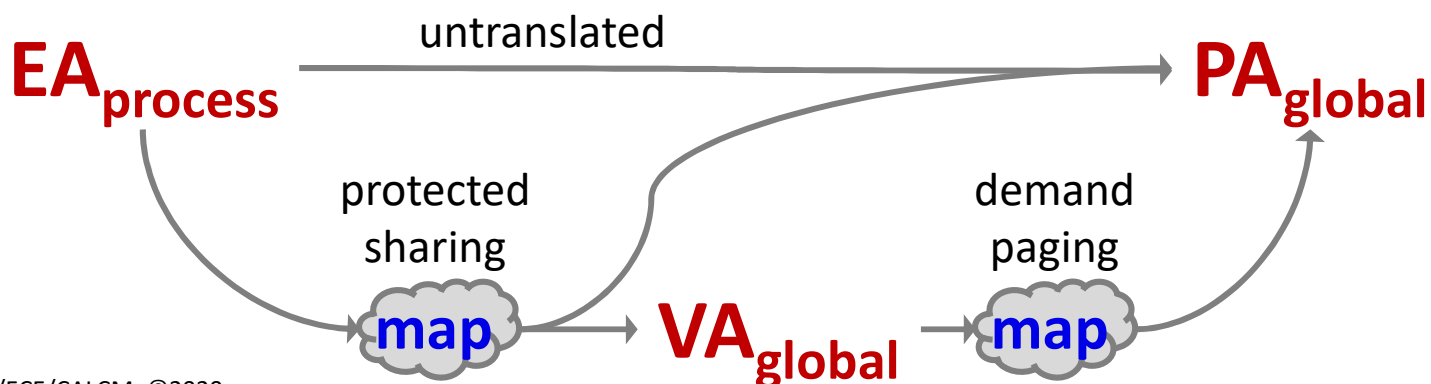 untranslated
EAprocess
PAglobal
protected
sharing
map
VAglobal
demand
paging
map